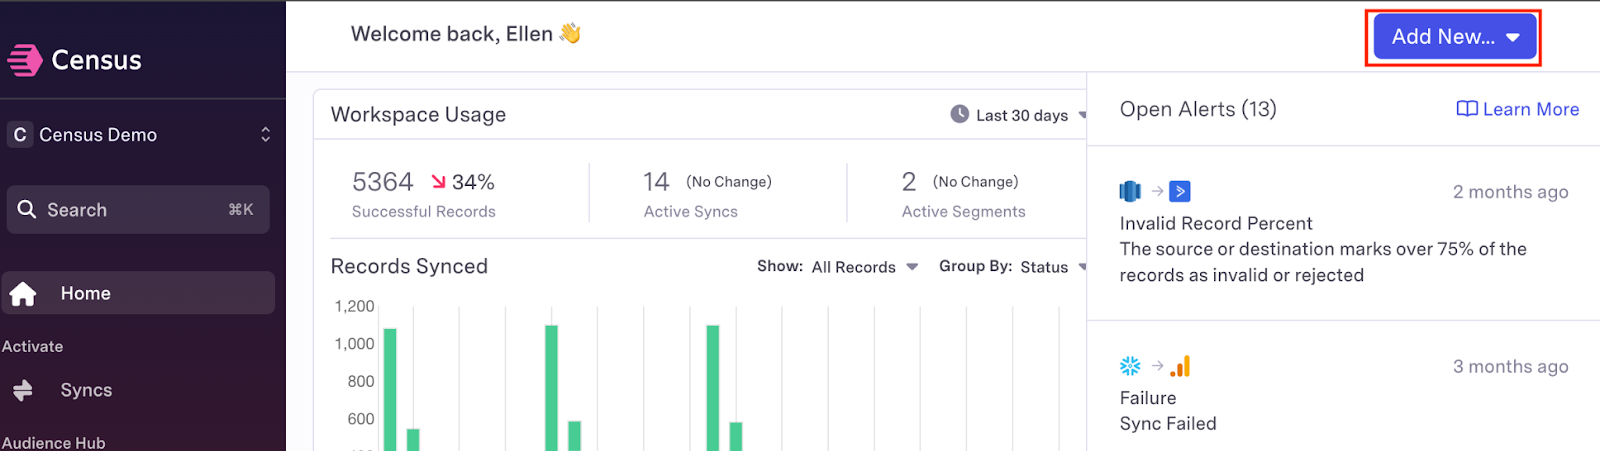 Census
C Census Demo
Search ⌘K
Home
Activate
Syncs
Audience Hub
Welcome back, Ellen 👋
Add New...
Workspace Usage
Last 30 days
5364 34%
Successful Records
14 (No Change)
Active Syncs
2 (No Change)
Active Segments
Records Synced
Show: All Records
Group By: Status
1,200
1,000
800
600
Open Alerts (13)
Learn More
2 months ago
Invalid Record Percent
The source or destination marks over 75% of the
records as invalid or rejected
3 months ago
Failure
Sync Failed